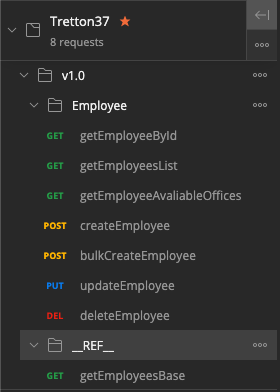 Tretton37
8 requests
v1.0
Employee
GET getEmployeeById
GET getEmployeesList
GET getEmployeeAvaliableOffices
POST createEmployee
POST bulkCreateEmployee
PUT updateEmployee
DEL deleteEmployee
__REF__
GET getEmployeesBase